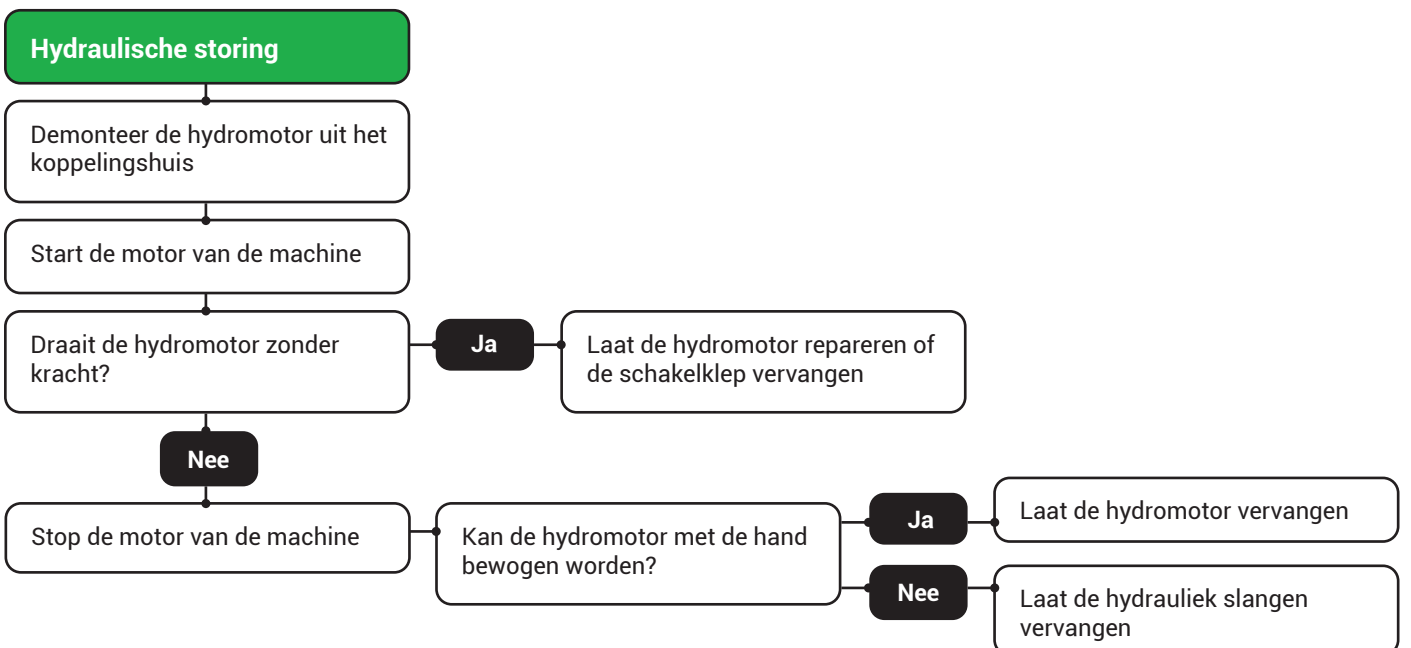 Hydraulische storing
Demonteer de hydromotor uit het
koppelingshuis
Start de motor van de machine
Draait de hydromotor zonder
kracht?
Ja
Laat de hydromotor repareren of
de schakelklep vervangen
Nee
Stop de motor van de machine
Kan de hydromotor met de hand
bewogen worden?
Ja
Laat de hydromotor vervangen
Nee
Laat de hydrauliek slangen
vervangen